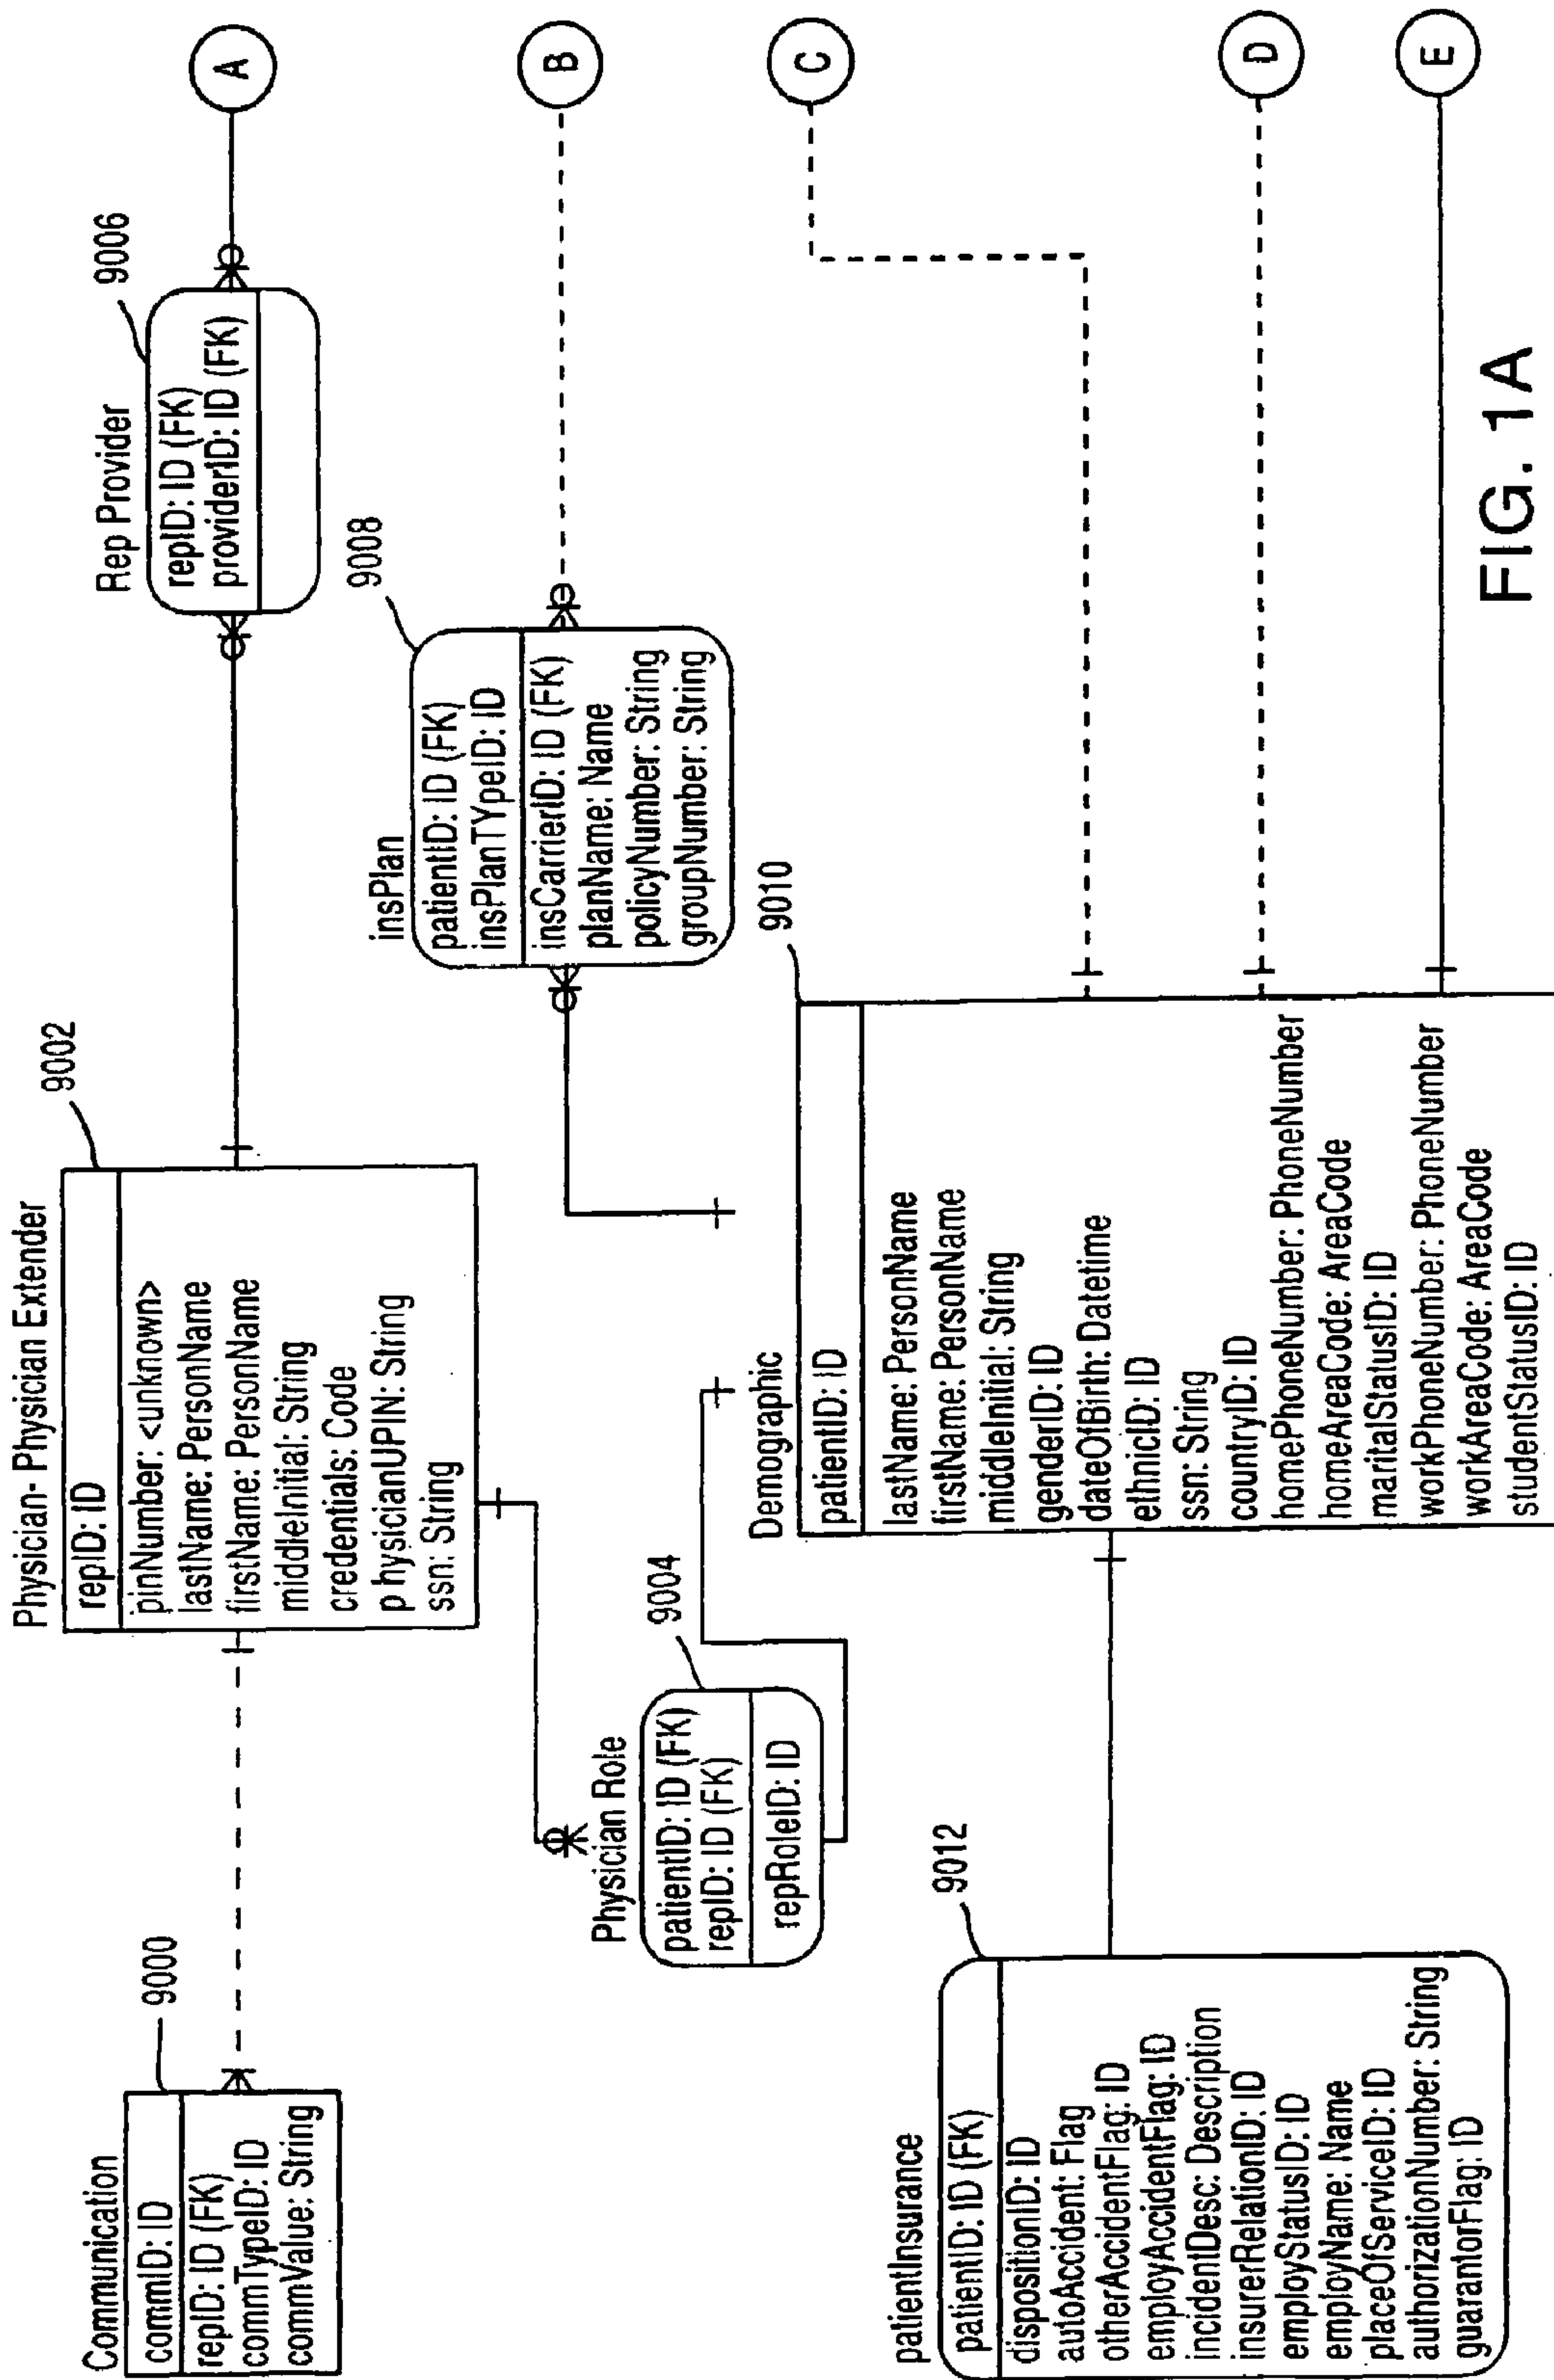 Communication
9000
commID: ID
repID: ID (FK)
commTypeID: ID
commValue: String
Physician- Physician Extender
9002
repID: ID
pinNumber: <unknown>
lastName: PersonName
firstName: PersonName
middleInitial: String
credentials: Code
p hysicianUPIN: String
ssn: String
Rep Provider
9006
repID: ID (FK)
providerID: ID (FK)
A
Physician Role
9004
patientID: ID (FK)
repID: ID (FK)
repRoleID: ID
insPlan
9008
patientID: ID (FK)
insPlanTYpeID: ID
insCarrierID: ID (FK)
planName: Name
policyNumber: String
groupNumber: String
B
patientInsurance
9012
patientID: ID (FK)
dispositionID: ID
autoAccident: Flag
otherAccidentFlag: ID
employAccidentFlag: ID
incidentDesc: Description
insurerRelationID: ID
employStatusID: ID
employName: Name
placeOfServiceID: ID
authorizationNumber: String
guarantorFlag: ID
Demographic
9010
patientID: ID
lastName: PersonName
firstName: PersonName
middleInitial: String
genderID: ID
dateOfBirth: Datetime
ethnicID: ID
ssn: String
countryID: ID
homePhoneNumber: PhoneNumber
homeAreaCode: AreaCode
maritalStatusID: ID
workPhoneNumber: PhoneNumber
workAreaCode: AreaCode
studentStatusID: ID
C
D
E
FIG. 1A